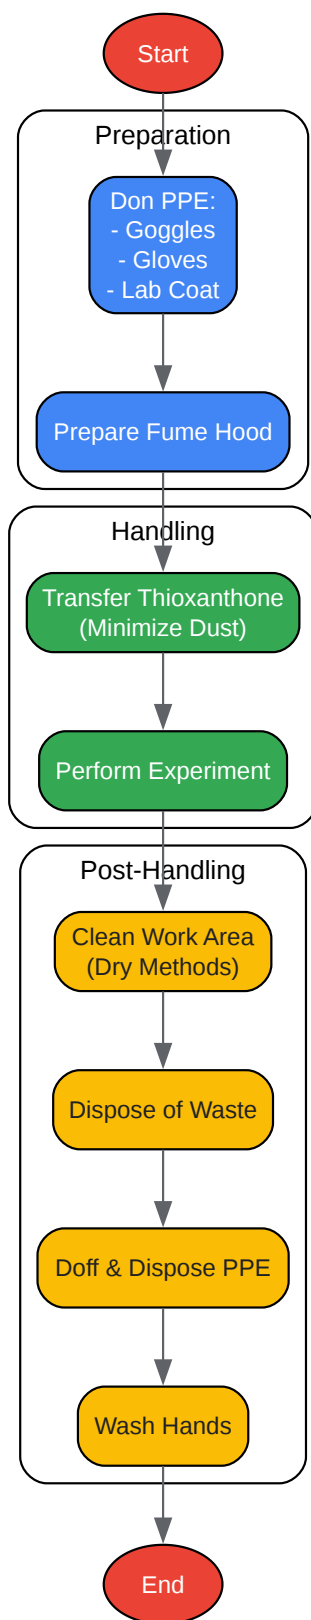 Start
Preparation
Don PPE:
- Goggles
- Gloves
- Lab Coat
Prepare Fume Hood
Handling
Transfer Thioxanthone
(Minimize Dust)
Perform Experiment
Post-Handling
Clean Work Area
(Dry Methods)
Dispose of Waste
Doff & Dispose PPE
Wash Hands
End